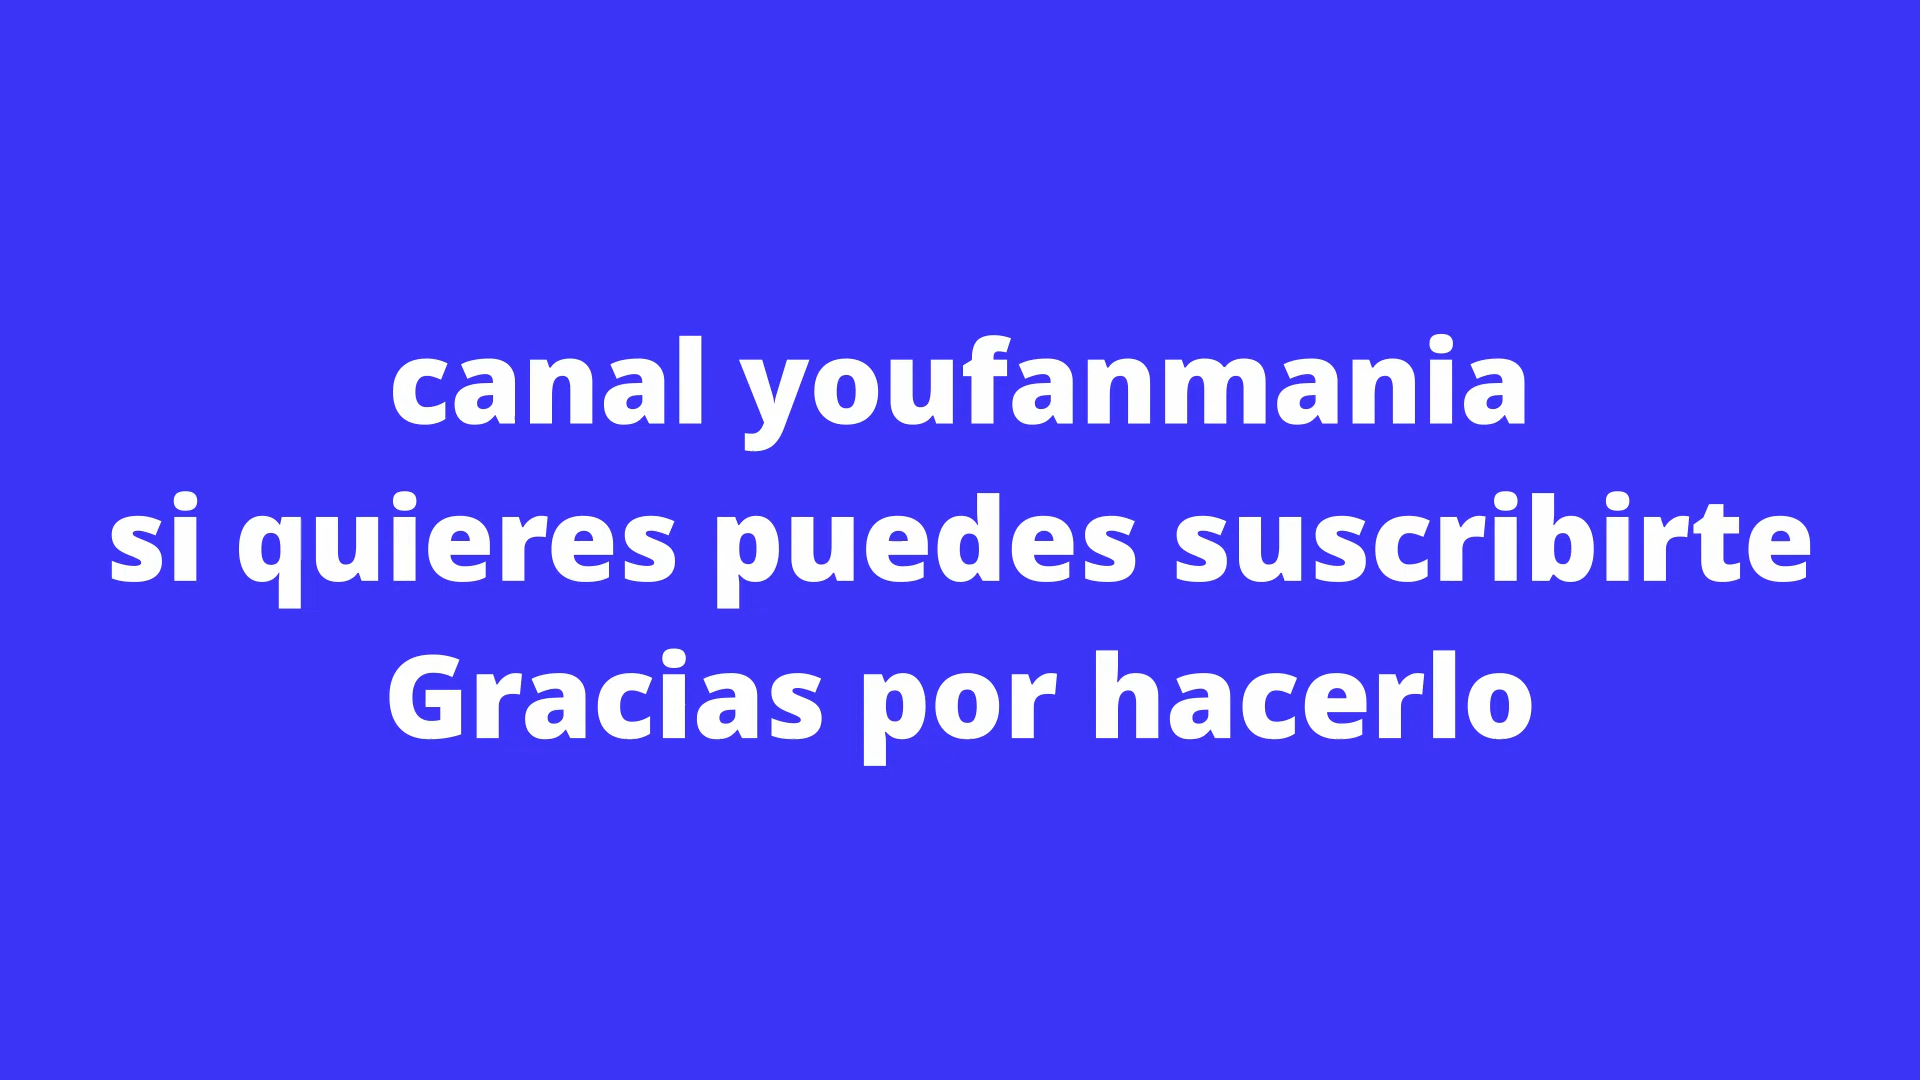 canal youfanmania
si quieres puedes suscribirte
Gracias por hacerlo